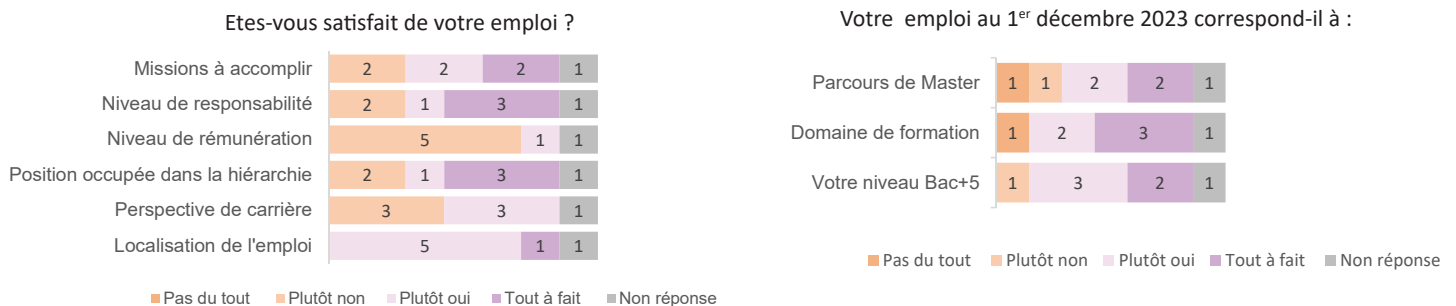 Etes-vous satisfait de votre emploi ?
Missions à accomplir 2 2 2 1
Niveau de responsabilité 2 1 3 1
Niveau de rémunération 5 1 1
Position occupée dans la hiérarchie 2 1 3 1
Perspective de carrière 3 3 1
Localisation de l'emploi 5 1 1
Pas du tout Plutôt non Plutôt oui Tout à fait Non réponse
Votre emploi au 1er décembre 2023 correspond-il à :
Parcours de Master 1 1 2 2 1
Domaine de formation 1 2 3 1
Votre niveau Bac+5 1 3 2 1
Pas du tout Plutôt non Plutôt oui Tout à fait Non réponse